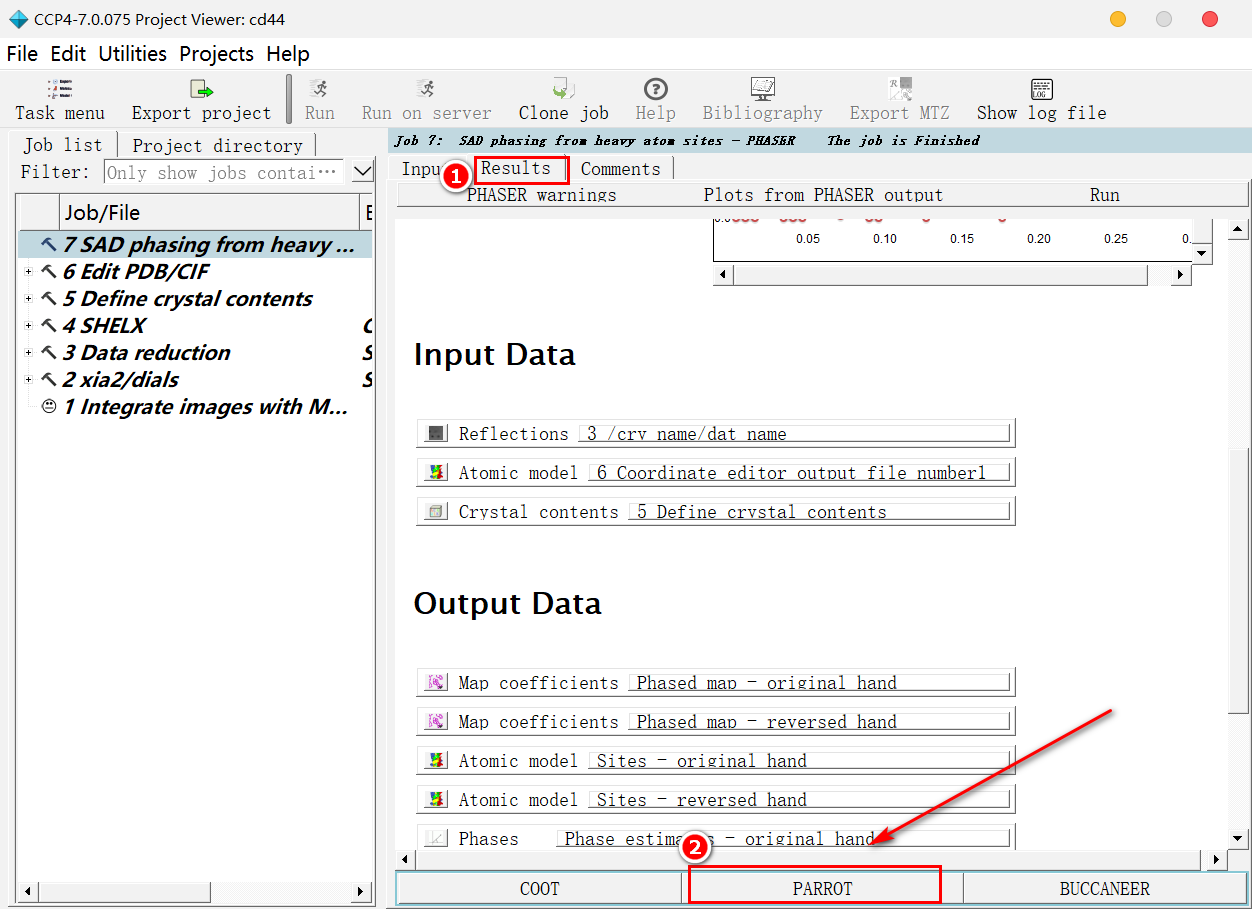 CCP4-7.0.075 Project Viewer: cd44
File Edit Utilities Projects Help
Task menu Export project Run Run on server Clone job Help Bibliography Export MTZ Show log file
Job list Project directory
Filter: Only show jobs contai···
Job/File E
7 SAD phasing from heavy ...
6 Edit PDB/CIF
5 Define crystal contents
4 SHELX C
3 Data reduction S
2 xia2/dials S
1 Integrate images with M...
Job 7: SAD phasing from heavy atom sites - PHASER The job is Finished
Inpu 1 Results Comments
PHASER warnings Plots from PHASER output Run
0.05 0.10 0.15 0.20 0.25 0.
Input Data
Reflections 3 /cry_name/dat_name
Atomic model 6 Coordinate editor output file number1
Crystal contents 5 Define crystal contents
Output Data
Map coefficients Phased map - original hand
Map coefficients Phased map - reversed hand
Atomic model Sites - original hand
Atomic model Sites - reversed hand
Phases Phase estimates - original hand
2
COOT PARROT BUCCANEER